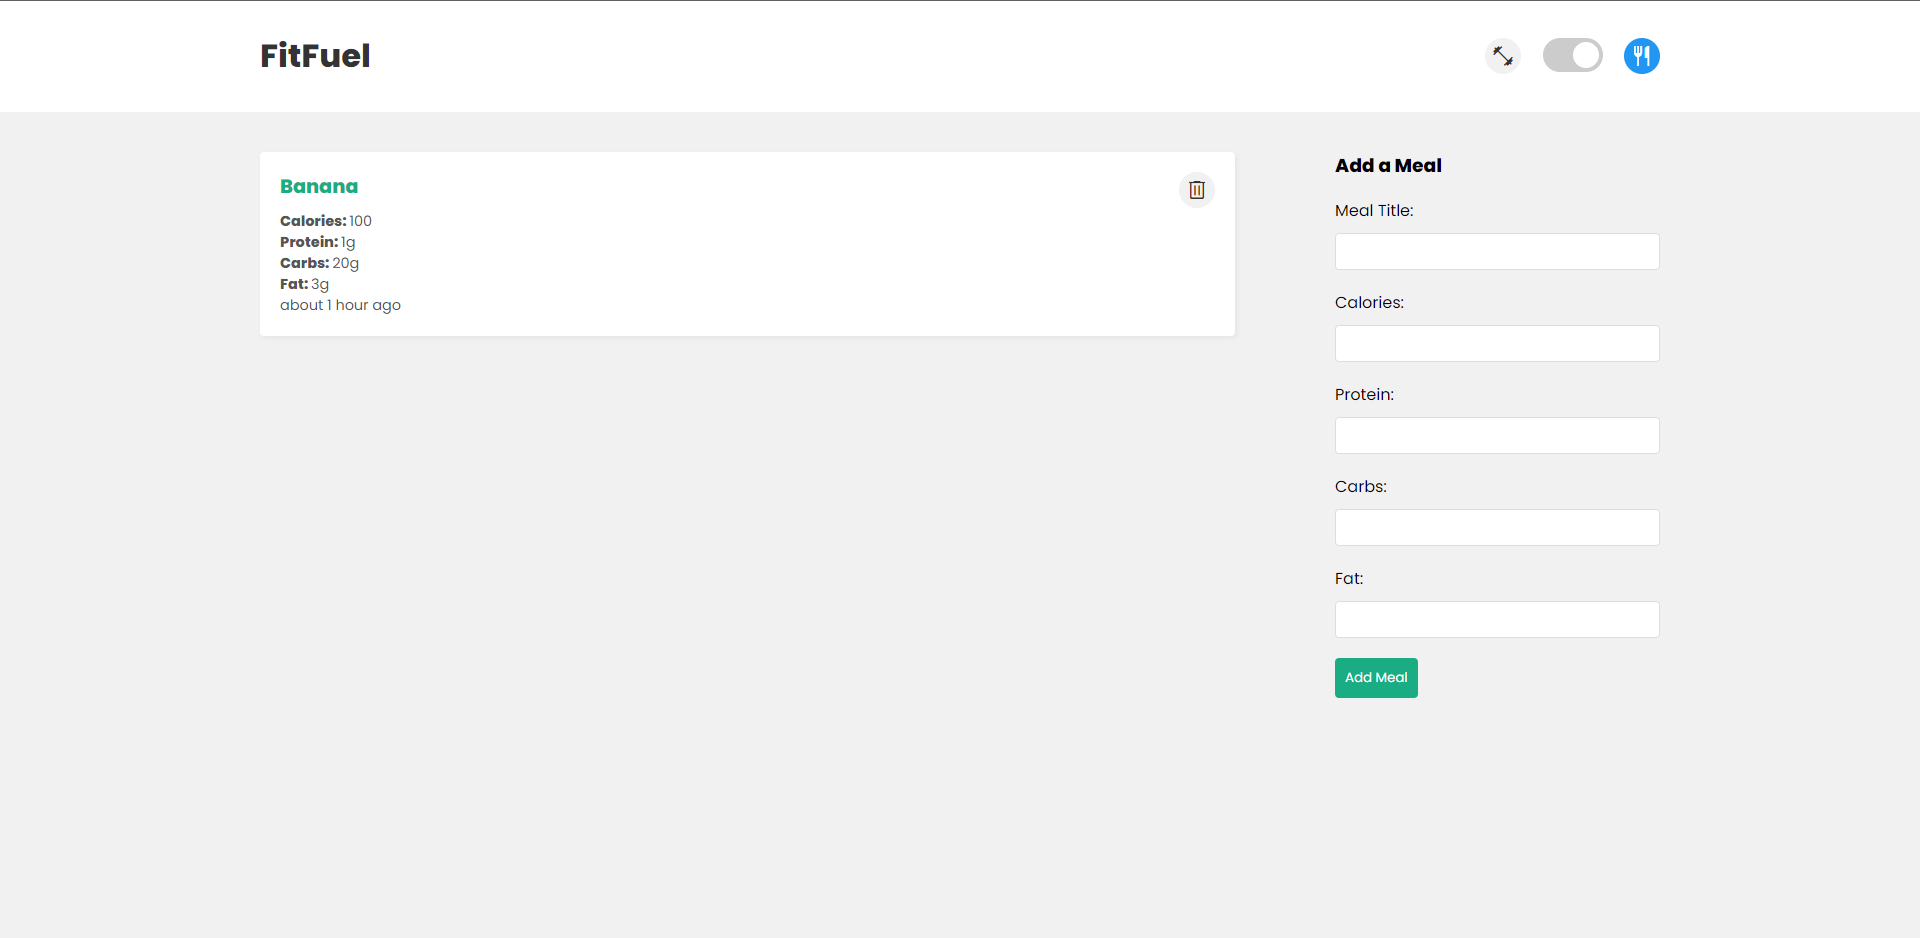 FitFuel
Banana
Calories: 100
Protein: 1g
Carbs: 20g
Fat: 3g
about 1 hour ago
Add a Meal
Meal Title:
Calories:
Protein:
Carbs:
Fat:
Add Meal